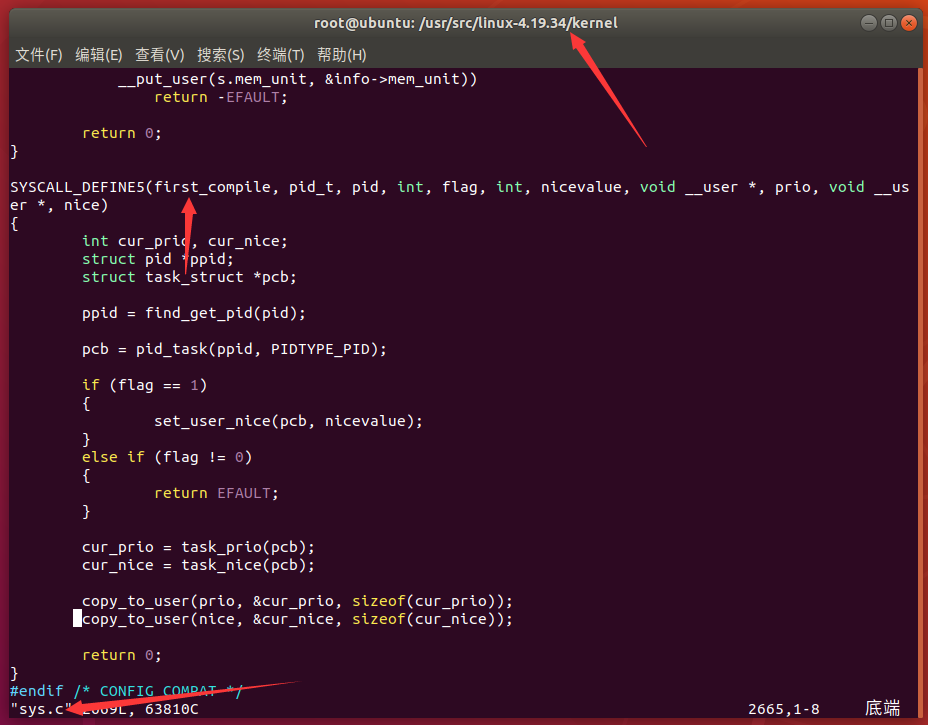 root@ubuntu: /usr/src/linux-4.19.34/kernel
文件(F) 编辑(E) 查看(V) 搜索(S) 终端(T) 帮助(H)
__put_user(s.mem_unit, &info->mem_unit))
return -EFAULT;
return 0;
}
SYSCALL_DEFINE5(first_compile, pid_t, pid, int, flag, int, nicevalue, void __user *, prio, void __us
er *, nice)
{
int cur_prio, cur_nice;
struct pid *ppid;
struct task_struct *pcb;
ppid = find_get_pid(pid);
pcb = pid_task(ppid, PIDTYPE_PID);
if (flag == 1)
{
set_user_nice(pcb, nicevalue);
}
else if (flag != 0)
{
return EFAULT;
}
cur_prio = task_prio(pcb);
cur_nice = task_nice(pcb);
copy_to_user(prio, &cur_prio, sizeof(cur_prio));
copy_to_user(nice, &cur_nice, sizeof(cur_nice));
return 0;
}
#endif /* CONFIG_COMPAT */
"sys.c" 2669L, 63810C 2665,1-8 底端